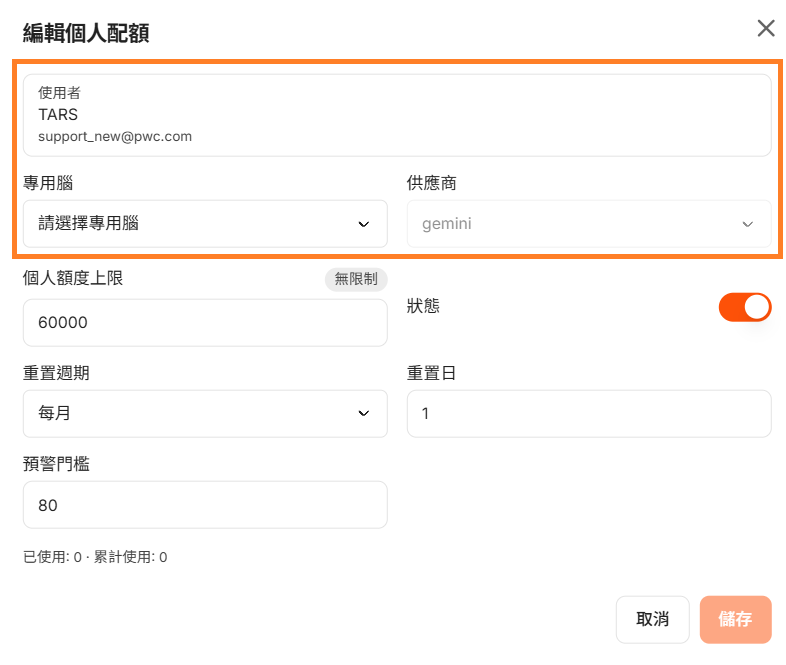 編輯個人配額
使用者
TARS
support_new@pwc.com
專用腦 供應商
請選擇專用腦 gemini
個人額度上限 無限制
狀態
60000
重置週期 重置日
每月 1
預警門檻
80
已使用: 0 · 累計使用: 0
取消 儲存